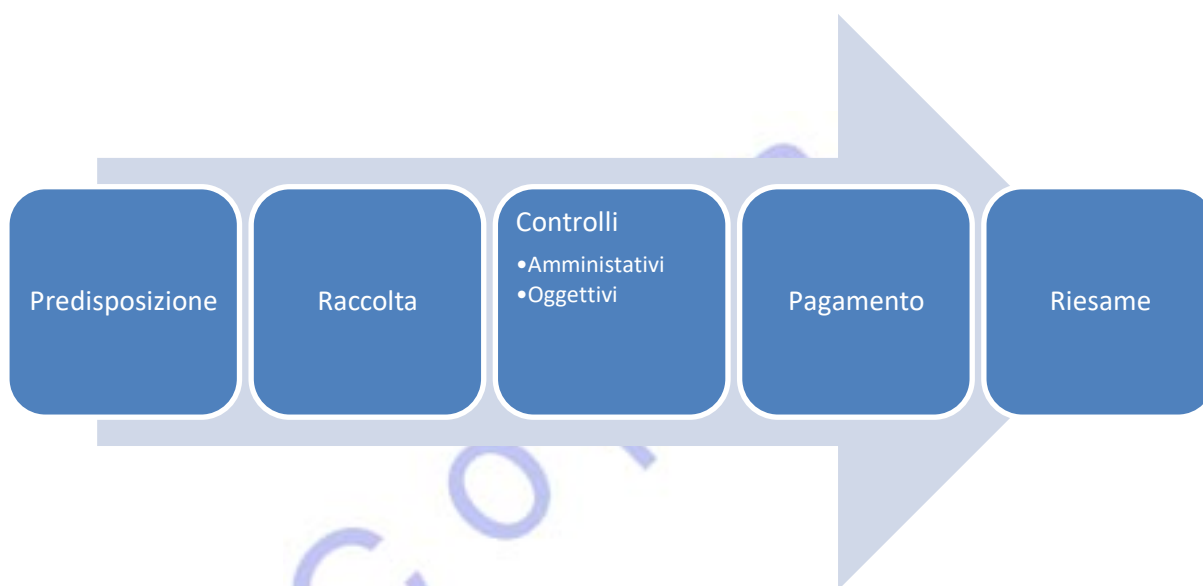 Predisposizione
Raccolta
Controlli
•Amministativi
•Oggettivi
Pagamento
Riesame